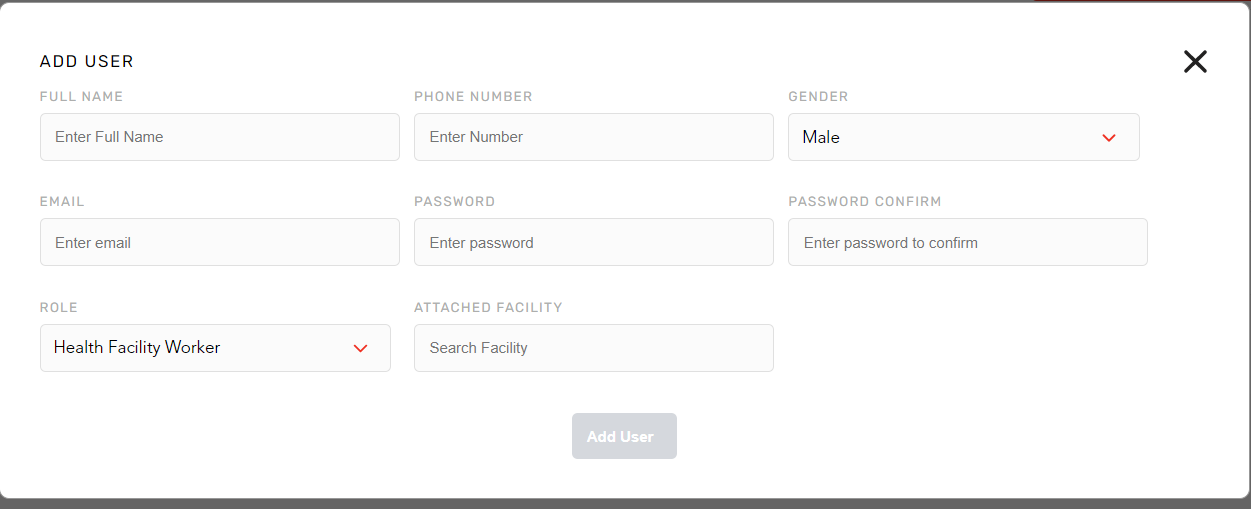 ADD USER
FULL NAME
PHONE NUMBER
GENDER
Enter Full Name
Enter Number
Male
EMAIL
PASSWORD
PASSWORD CONFIRM
Enter email
Enter password
Enter password to confirm
ROLE
ATTACHED FACILITY
Health Facility Worker
Search Facility
Add User